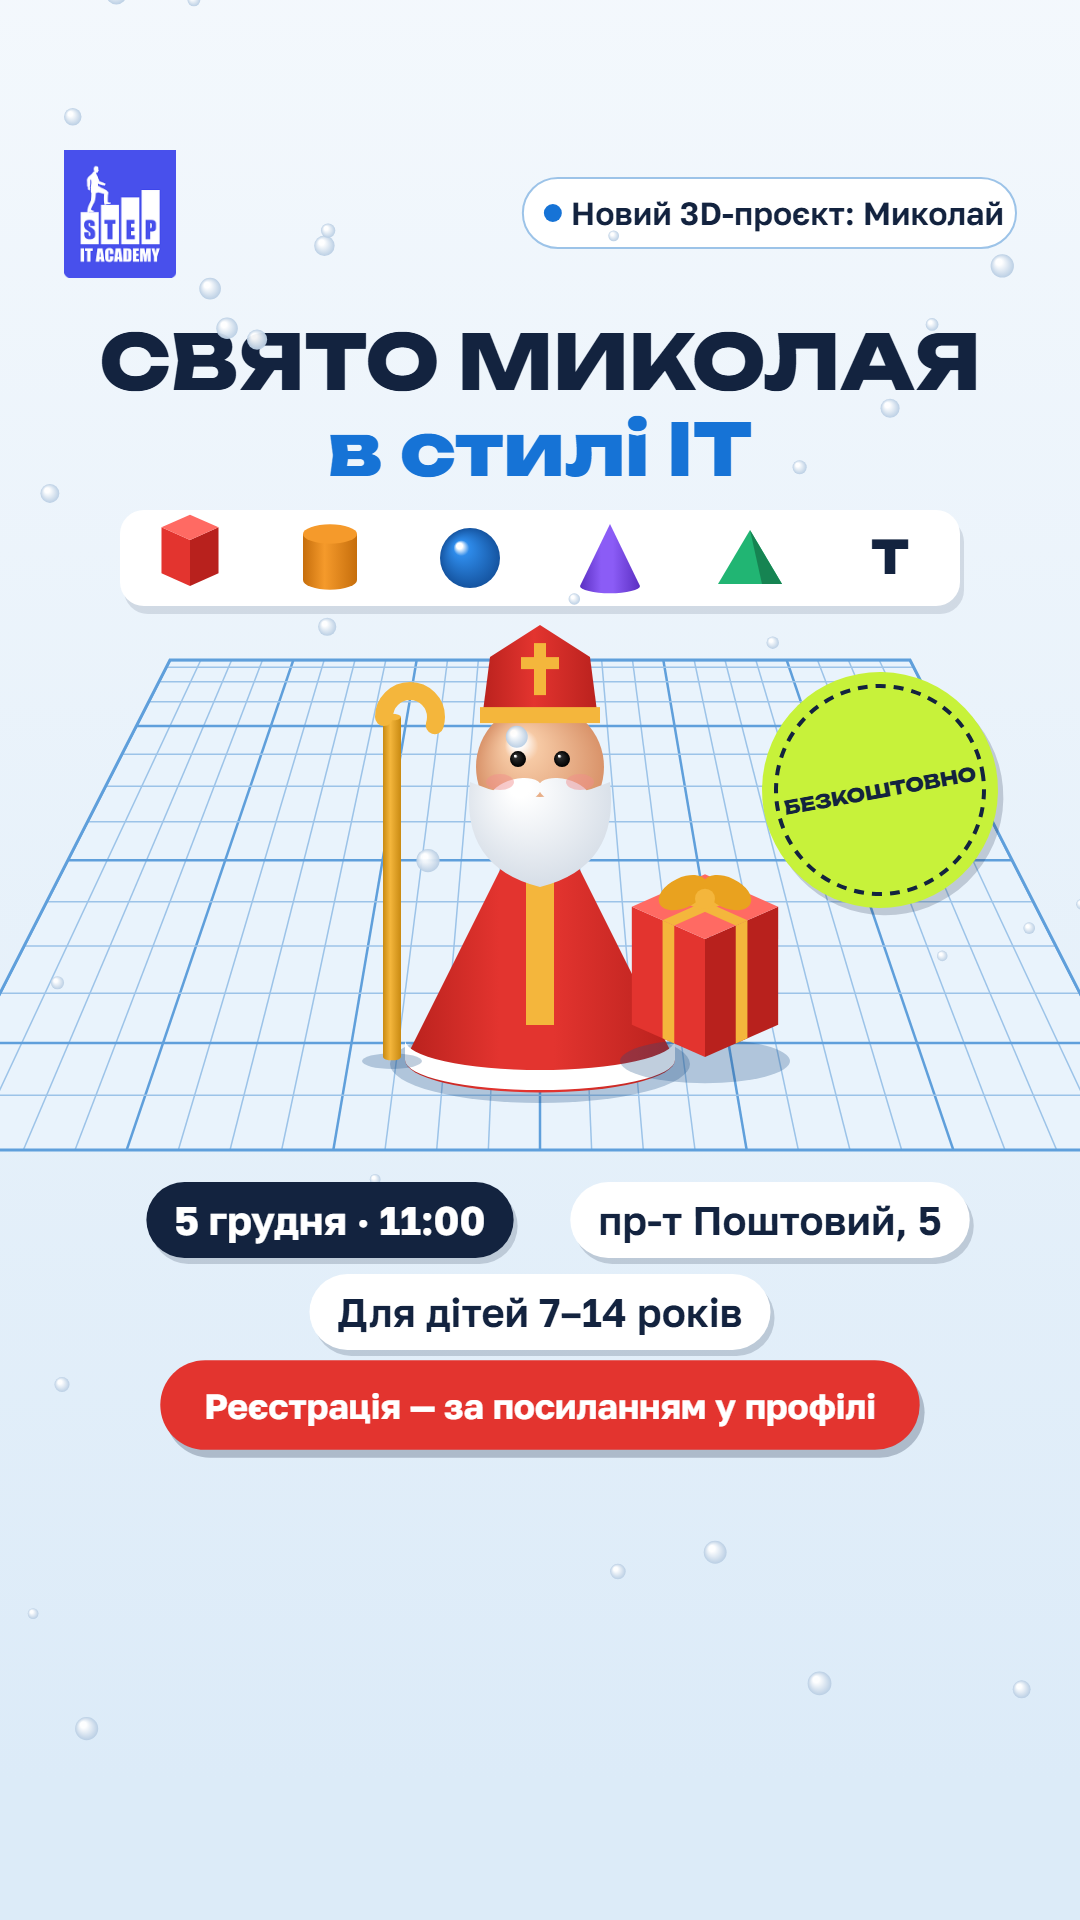 STEP
IT ACADEMY
Новий 3D-проєкт: Миколай
СВЯТО МИКОЛАЯ
в стилі IT
T
БЕЗКОШТОВНО
5 грудня · 11:00
пр-т Поштовий, 5
Для дітей 7–14 років
Реєстрація — за посиланням у профілі